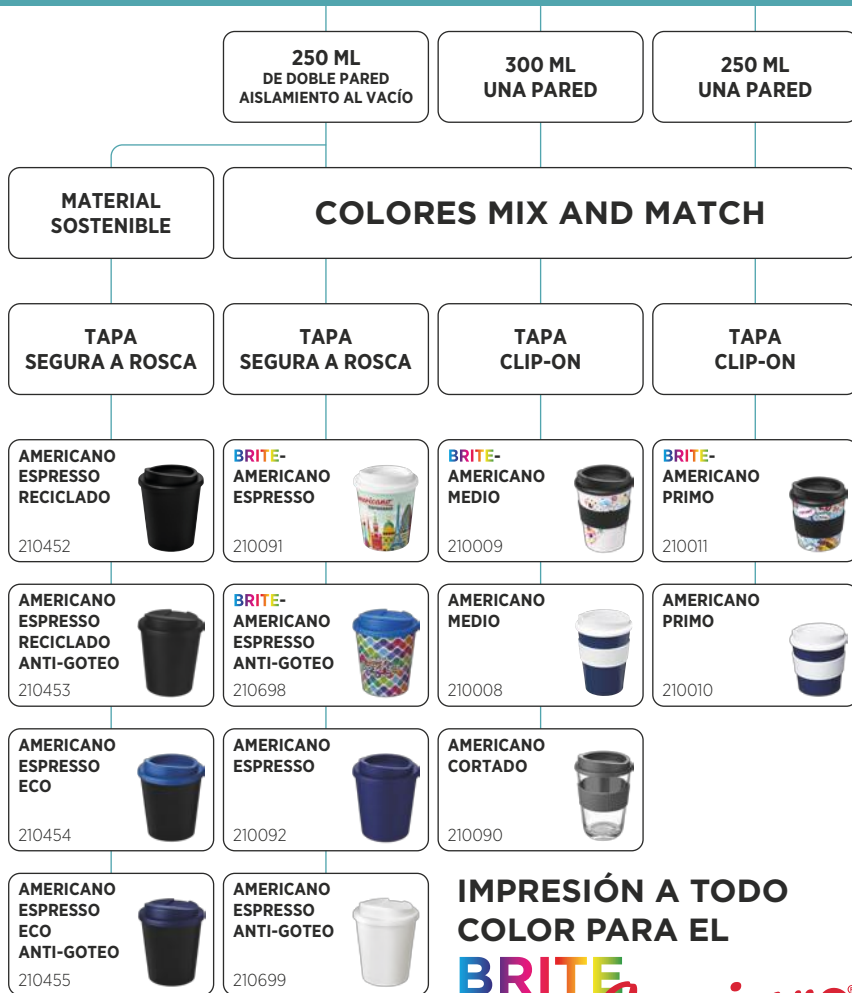 250 ML
DE DOBLE PARED
AISLAMIENTO AL VACÍO
300 ML
UNA PARED
250 ML
UNA PARED
MATERIAL
SOSTENIBLE
COLORES MIX AND MATCH
TAPA
SEGURA A ROSCA
TAPA
SEGURA A ROSCA
TAPA
CLIP-ON
TAPA
CLIP-ON
AMERICANO
ESPRESSO
RECICLADO
210452
BRITE-
AMERICANO
ESPRESSO
210091
BRITE-
AMERICANO
MEDIO
210009
BRITE-
AMERICANO
PRIMO
210011
AMERICANO
ESPRESSO
RECICLADO
ANTI-GOTEO
210453
BRITE-
AMERICANO
ESPRESSO
ANTI-GOTEO
210698
AMERICANO
MEDIO
210008
AMERICANO
PRIMO
210010
AMERICANO
ESPRESSO
ECO
210454
AMERICANO
ESPRESSO
210092
AMERICANO
CORTADO
210090
AMERICANO
ESPRESSO
ECO
ANTI-GOTEO
210455
AMERICANO
ESPRESSO
ANTI-GOTEO
210699
IMPRESIÓN A TODO
COLOR PARA EL
BRITE
Americano®